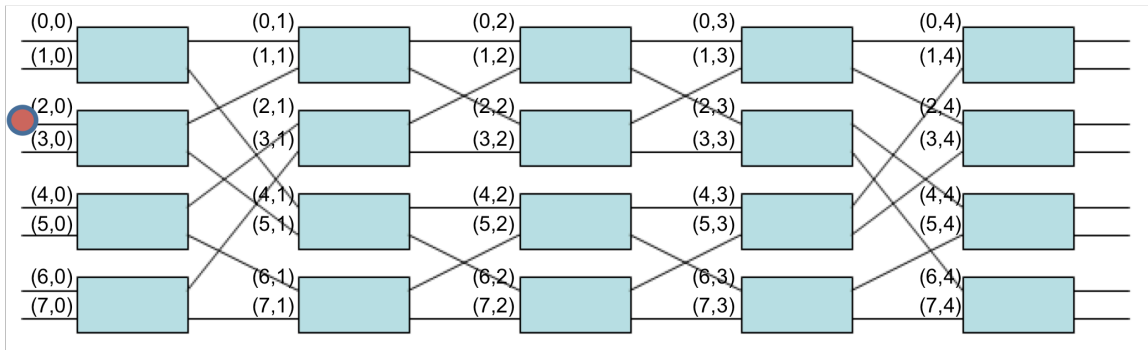 (0,0) (0,1) (0,2) (0,3) (0,4)
(1,0) (1,1) (1,2) (1,3) (1,4)
(2,0) (2,1) (2,2) (2,3) (2,4)
(3,0) (3,1) (3,2) (3,3) (3,4)
(4,0) (4,1) (4,2) (4,3) (4,4)
(5,0) (5,1) (5,2) (5,3) (5,4)
(6,0) (6,1) (6,2) (6,3) (6,4)
(7,0) (7,1) (7,2) (7,3) (7,4)